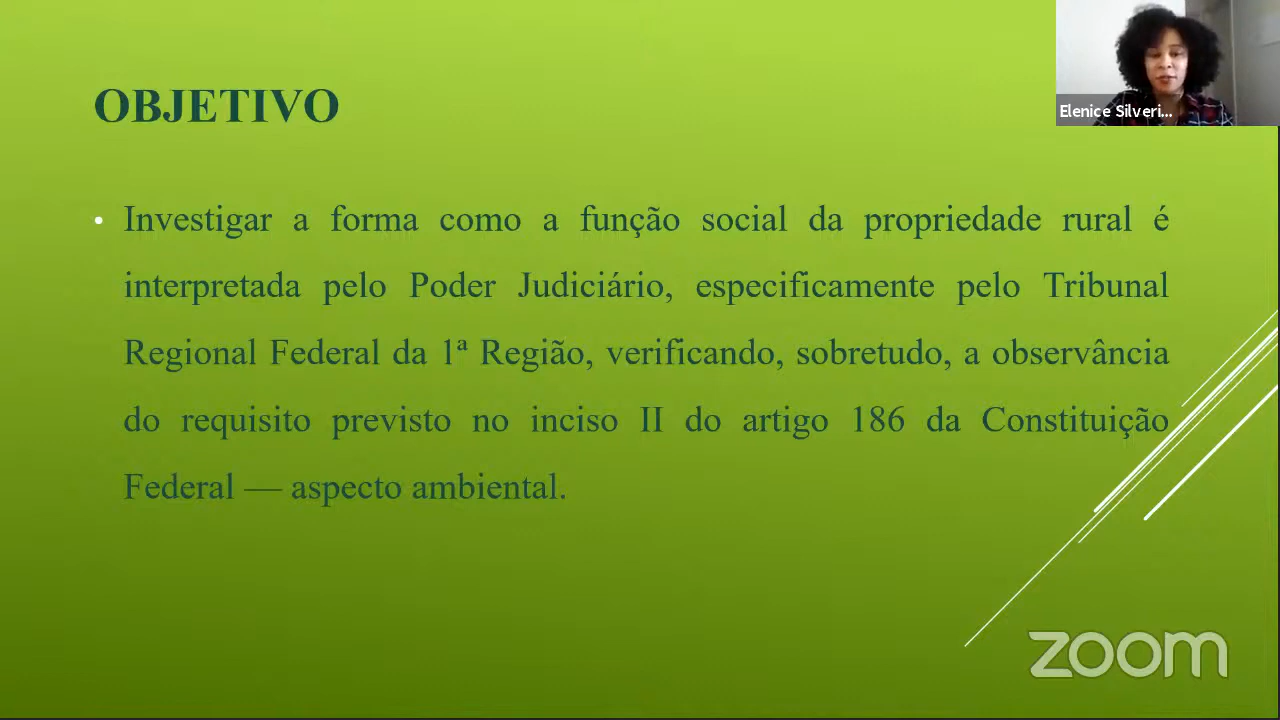 OBJETIVO
Elenice Silveri...
• Investigar a forma como a função social da propriedade rural é
interpretada pelo Poder Judiciário, especificamente pelo Tribunal
Regional Federal da 1ª Região, verificando, sobretudo, a observância
do requisito previsto no inciso II do artigo 186 da Constituição
Federal — aspecto ambiental.
zoom